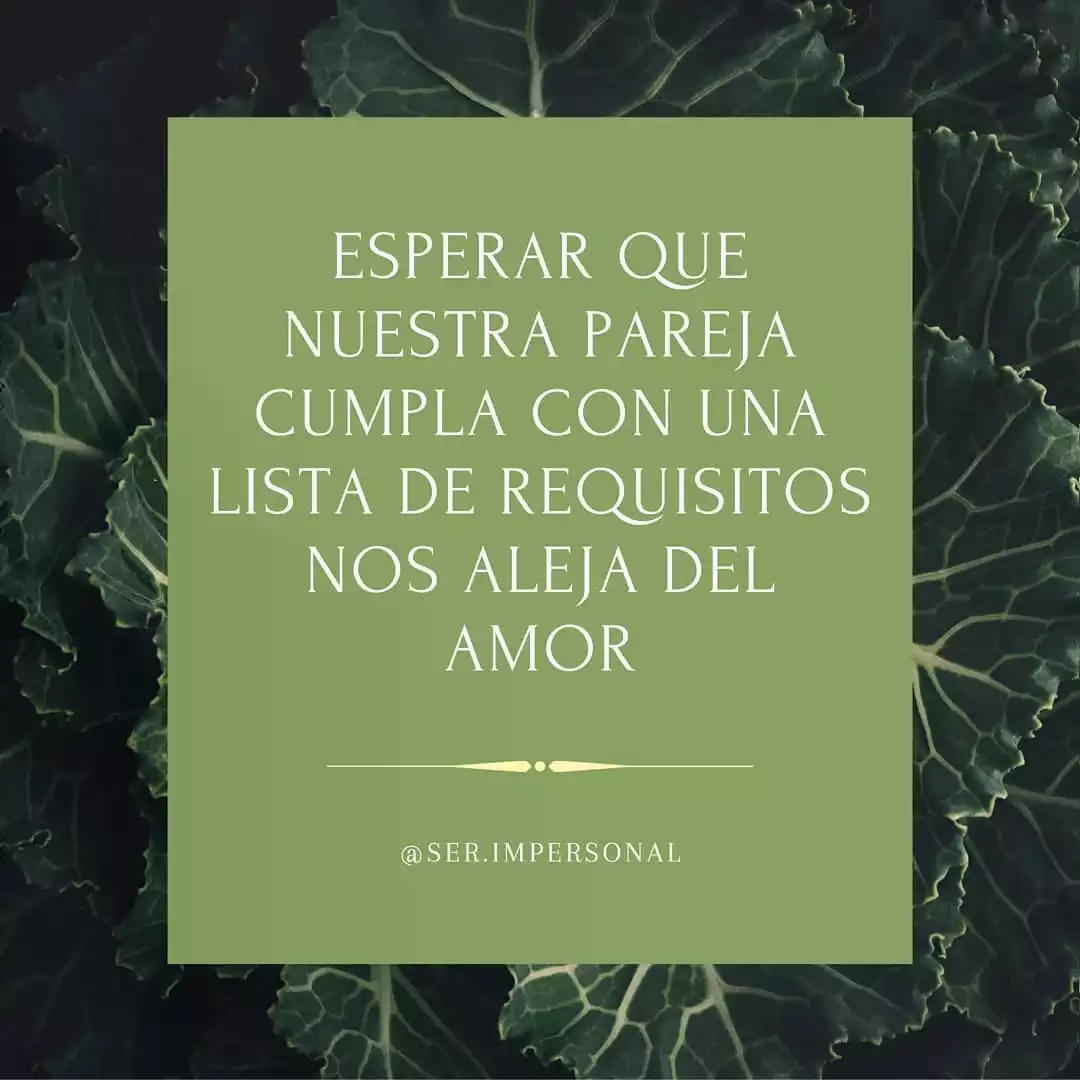 ESPERAR QUE
NUESTRA PAREJA
CUMPLA CON UNA
LISTA DE REQUISITOS
NOS ALEJA DEL
AMOR
@SER.IMPERSONAL